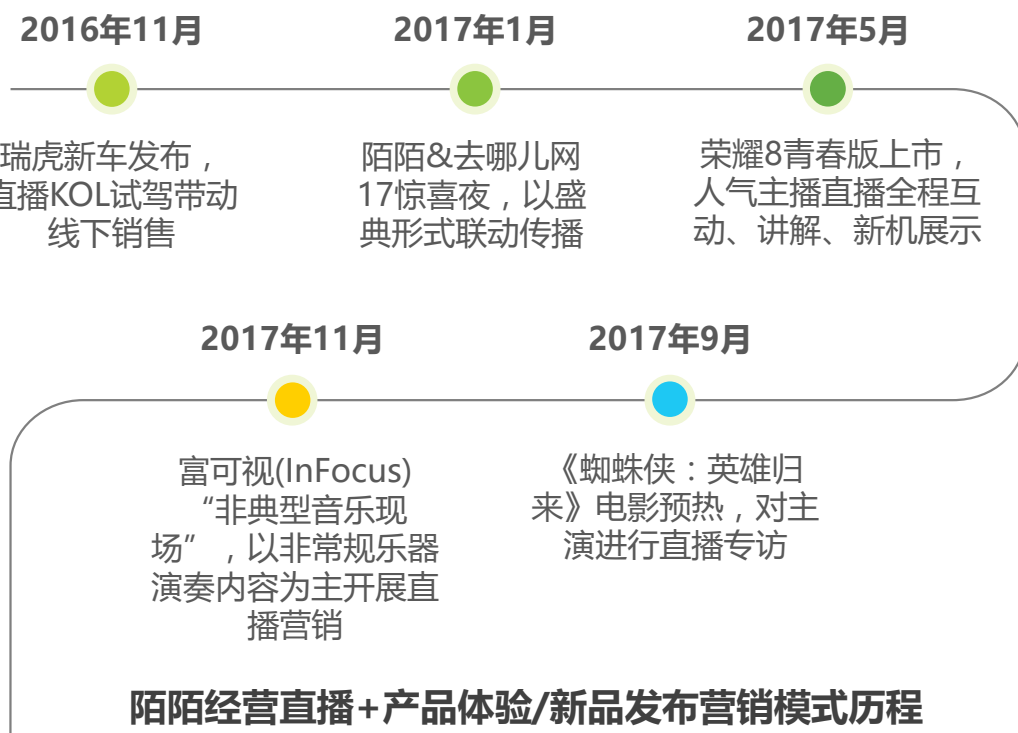 2016年11月
2017年1月
2017年5月
瑞虎新车发布，
直播KOL试驾带动
线下销售
陌陌&去哪儿网
17惊喜夜，以盛
典形式联动传播
荣耀8青春版上市，
人气主播直播全程互
动、讲解、新机展示
2017年11月
2017年9月
富可视(InFocus)
“非典型音乐现
场”，以非常规乐器
演奏内容为主开展直
播营销
《蜘蛛侠：英雄归
来》电影预热，对主
演进行直播专访
陌陌经营直播+产品体验/新品发布营销模式历程